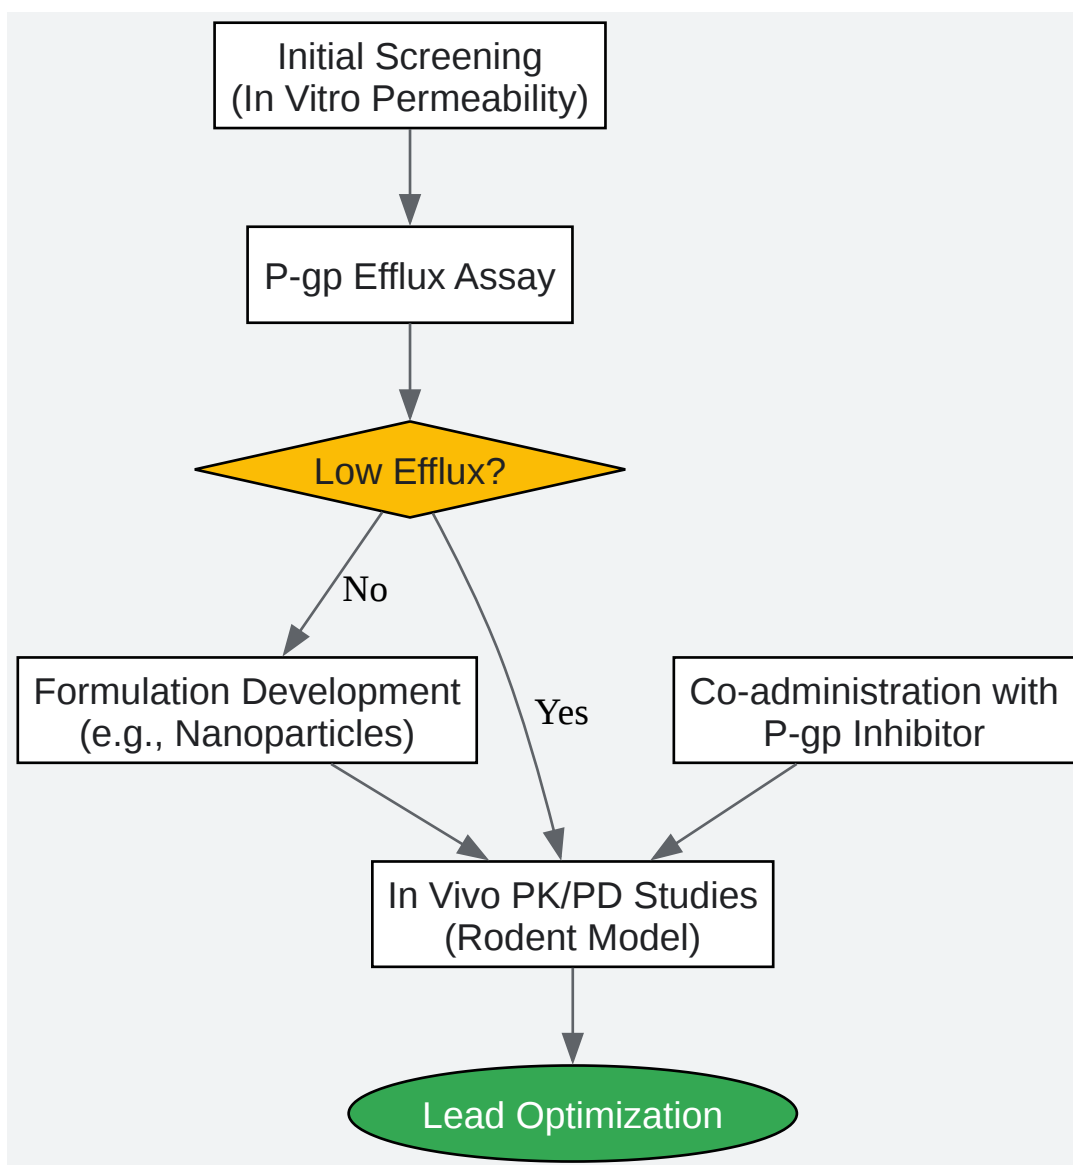 Initial Screening
(In Vitro Permeability)
P-gp Efflux Assay
Low Efflux?
No
Yes
Formulation Development
(e.g., Nanoparticles)
Co-administration with
P-gp Inhibitor
In Vivo PK/PD Studies
(Rodent Model)
Lead Optimization